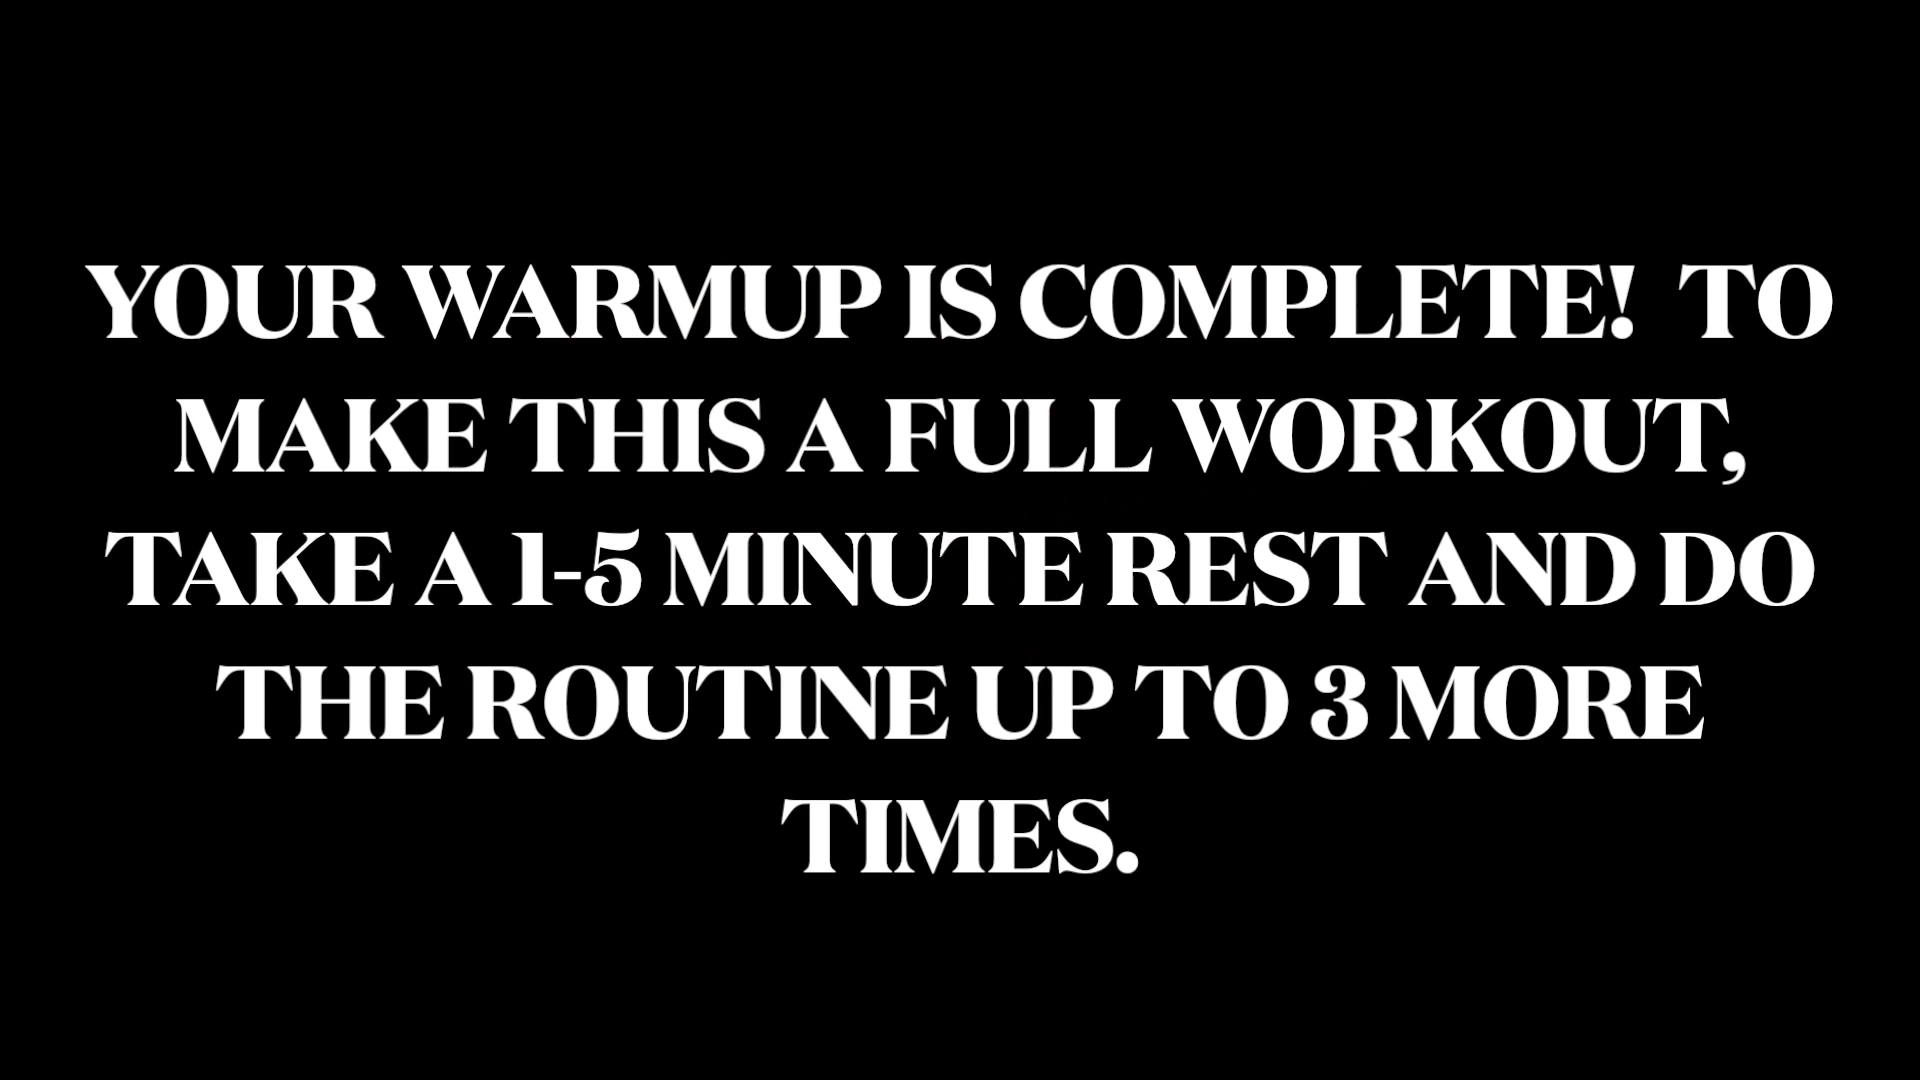 YOUR WARMUP IS COMPLETE!  TO
MAKE THIS A FULL WORKOUT,
TAKE A 1-5 MINUTE REST AND DO
THE ROUTINE UP TO 3 MORE
TIMES.